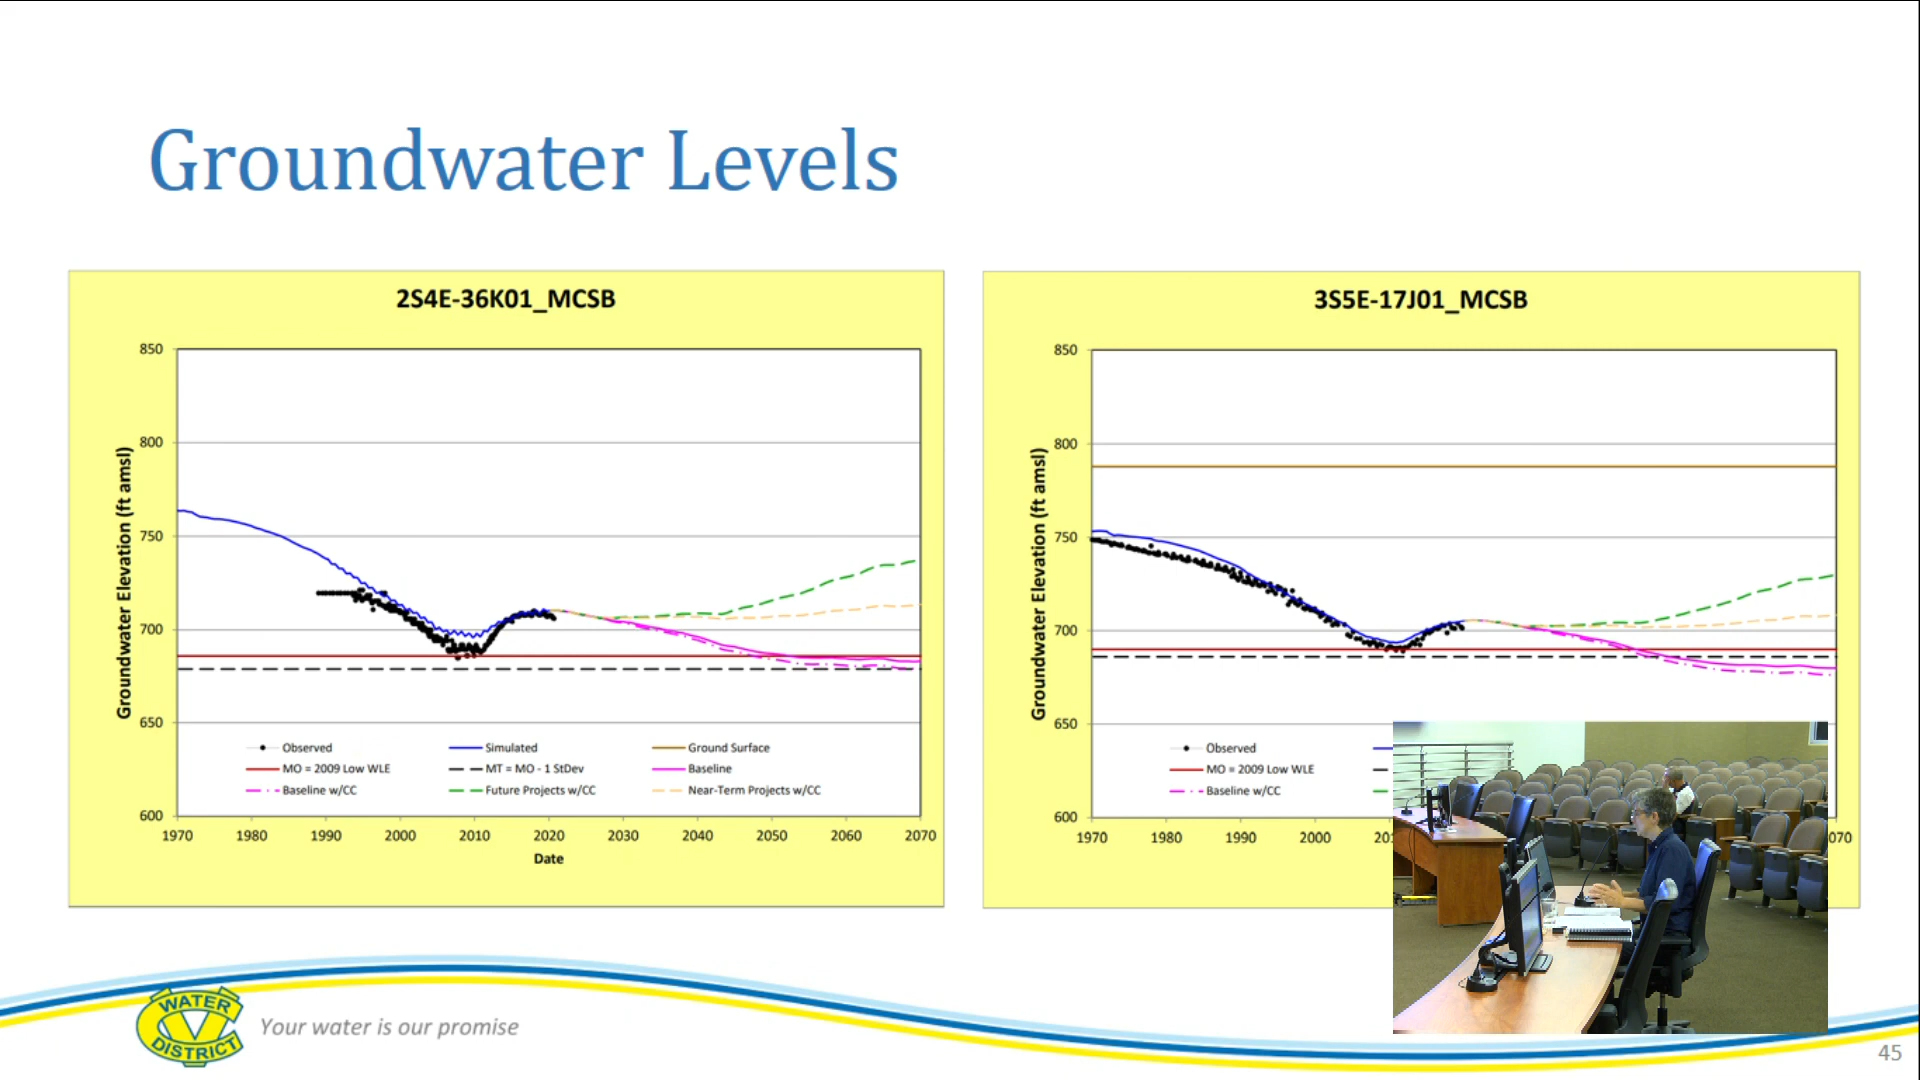 Groundwater Levels
2S4E-36K01_MCSB
Groundwater Elevation (ft amsl)
850
800
750
700
650
600
Observed
Simulated
Ground Surface
MO = 2009 Low WLE
MT = MO - 1 StDev
Baseline
Baseline w/CC
Future Projects w/CC
Near-Term Projects w/CC
1970 1980 1990 2000 2010 2020 2030 2040 2050 2060 2070
Date
3S5E-17J01_MCSB
Groundwater Elevation (ft amsl)
850
800
750
700
650
600
Observed
MO = 2009 Low WLE
Baseline w/CC
1970 1980 1990 2000
070
WATER
CV
DISTRICT
Your water is our promise
45